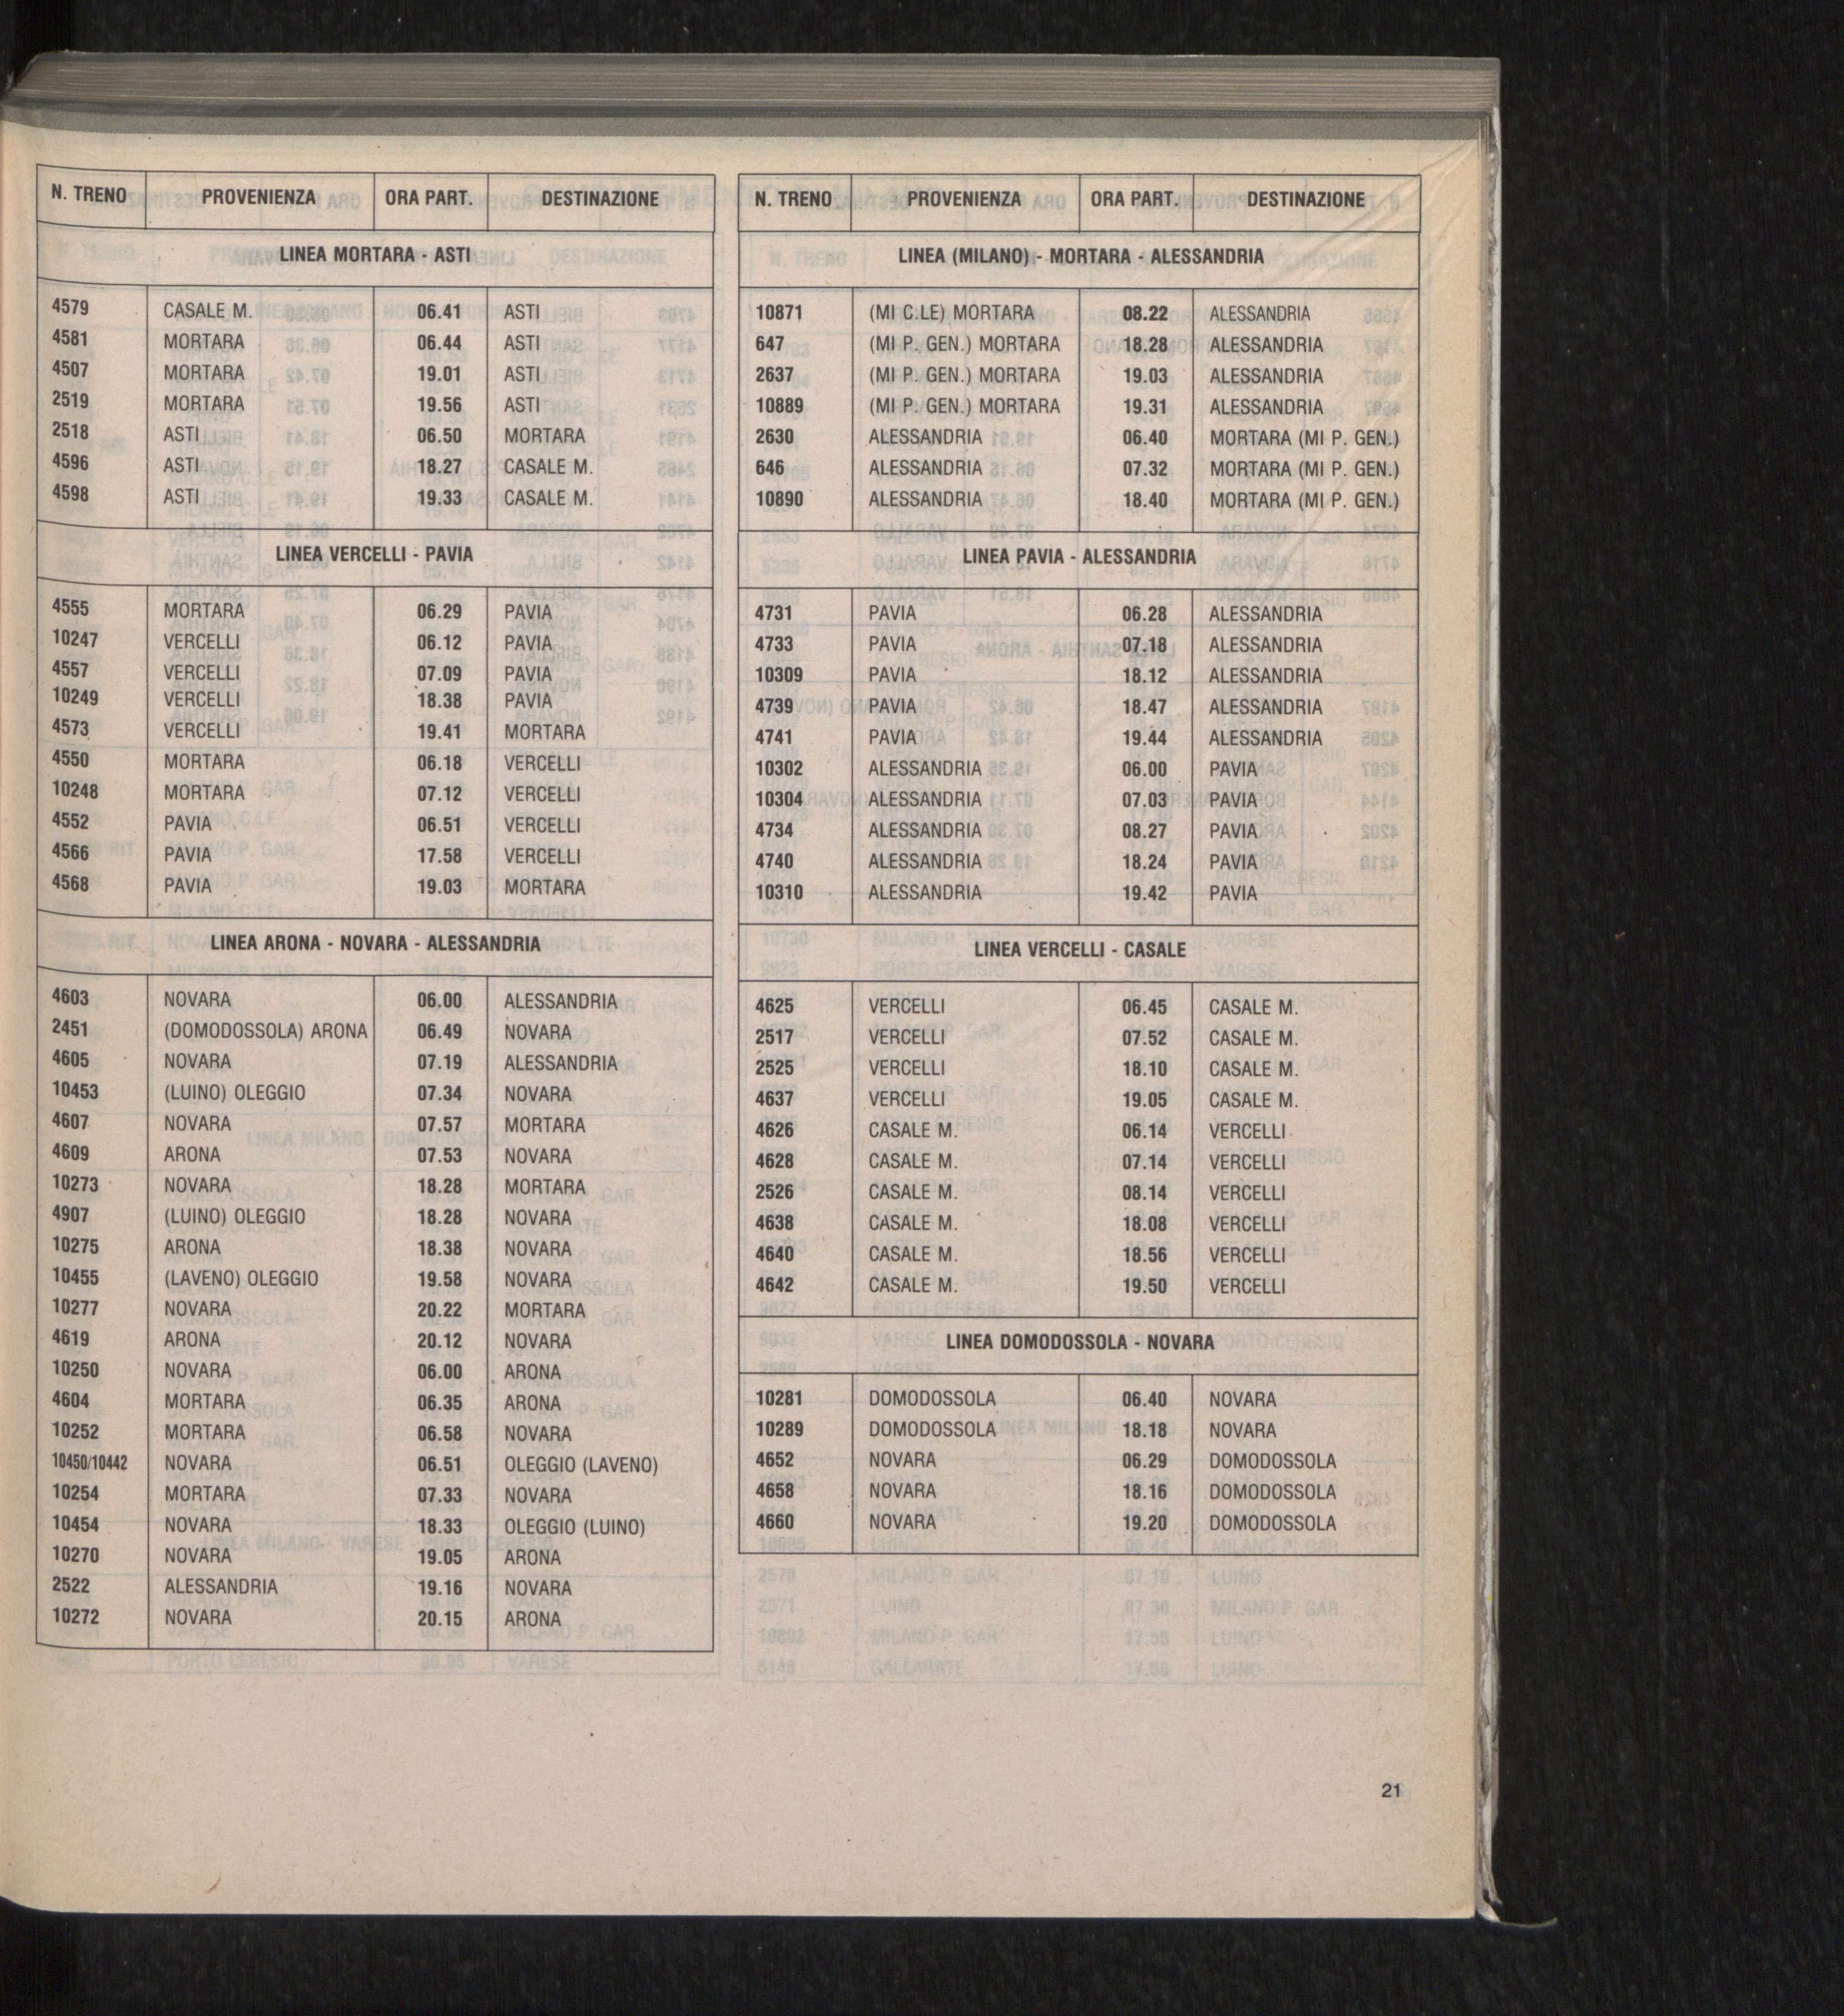 N. TRENO PROVENIENZA ORA PART. DESTINAZIONE
LINEA MORTARA - ASTI
4579 CASALE M. 06.41 ASTI
4581 MORTARA 06.44 ASTI
4507 MORTARA 19.01 ASTI
2519 MORTARA 19.56 ASTI
2518 ASTI 06.50 MORTARA
4596 ASTI 18.27 CASALE M.
4598 ASTI 19.33 CASALE M.
LINEA VERCELLI - PAVIA
4555 MORTARA 06.29 PAVIA
10247 VERCELLI 06.12 PAVIA
4557 VERCELLI 07.09 PAVIA
10249 VERCELLI 18.38 PAVIA
4573 VERCELLI 19.41 MORTARA
4550 MORTARA 06.18 VERCELLI
10248 MORTARA 07.12 VERCELLI
4552 PAVIA 06.51 VERCELLI
4566 PAVIA 17.58 VERCELLI
4568 PAVIA 19.03 MORTARA
LINEA ARONA - NOVARA - ALESSANDRIA
4603 NOVARA 06.00 ALESSANDRIA
2451 (DOMODOSSOLA) ARONA 06.49 NOVARA
4605 NOVARA 07.19 ALESSANDRIA
10453 (LUINO) OLEGGIO 07.34 NOVARA
4607 NOVARA 07.57 MORTARA
4609 ARONA 07.53 NOVARA
10273 NOVARA 18.28 MORTARA
4907 (LUINO) OLEGGIO 18.28 NOVARA
10275 ARONA 18.38 NOVARA
10455 (LAVENO) OLEGGIO 19.58 NOVARA
10277 NOVARA 20.22 MORTARA
4619 ARONA 20.12 NOVARA
10250 NOVARA 06.00 ARONA
4604 MORTARA 06.35 ARONA
10252 MORTARA 06.58 NOVARA
10450/10442 NOVARA 06.51 OLEGGIO (LAVENO)
10254 MORTARA 07.33 NOVARA
10454 NOVARA 18.33 OLEGGIO (LUINO)
10270 NOVARA 19.05 ARONA
2522 ALESSANDRIA 19.16 NOVARA
10272 NOVARA 20.15 ARONA
N. TRENO PROVENIENZA ORA PART. DESTINAZIONE
LINEA (MILANO) - MORTARA - ALESSANDRIA
10871 (MI C.LE) MORTARA 08.22 ALESSANDRIA
647 (MI P. GEN.) MORTARA 18.28 ALESSANDRIA
2637 (MI P. GEN.) MORTARA 19.03 ALESSANDRIA
10889 (MI P. GEN.) MORTARA 19.31 ALESSANDRIA
2630 ALESSANDRIA 06.40 MORTARA (MI P. GEN.)
646 ALESSANDRIA 07.32 MORTARA (MI P. GEN.)
10890 ALESSANDRIA 18.40 MORTARA (MI P. GEN.)
LINEA PAVIA - ALESSANDRIA
4731 PAVIA 06.28 ALESSANDRIA
4733 PAVIA 07.18 ALESSANDRIA
10309 PAVIA 18.12 ALESSANDRIA
4739 PAVIA 18.47 ALESSANDRIA
4741 PAVIA 19.44 ALESSANDRIA
10302 ALESSANDRIA 06.00 PAVIA
10304 ALESSANDRIA 07.03 PAVIA
4734 ALESSANDRIA 08.27 PAVIA
4740 ALESSANDRIA 18.24 PAVIA
10310 ALESSANDRIA 19.42 PAVIA
LINEA VERCELLI - CASALE
4625 VERCELLI 06.45 CASALE M.
2517 VERCELLI 07.52 CASALE M.
2525 VERCELLI 18.10 CASALE M.
4637 VERCELLI 19.05 CASALE M.
4626 CASALE M. 06.14 VERCELLI
4628 CASALE M. 07.14 VERCELLI
2526 CASALE M. 08.14 VERCELLI
4638 CASALE M. 18.08 VERCELLI
4640 CASALE M. 18.56 VERCELLI
4642 CASALE M. 19.50 VERCELLI
LINEA DOMODOSSOLA - NOVARA
10281 DOMODOSSOLA 06.40 NOVARA
10289 DOMODOSSOLA 18.18 NOVARA
4652 NOVARA 06.29 DOMODOSSOLA
4658 NOVARA 18.16 DOMODOSSOLA
4660 NOVARA 19.20 DOMODOSSOLA
21